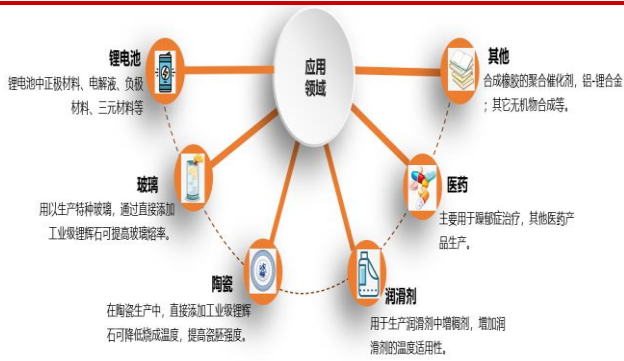 应用
领域
锂电池
锂电池中正极材料、电解液、负极
材料、三元材料等
玻璃
用以生产特种玻璃，通过直接添加
工业级锂辉石可提高玻璃熔率。
陶瓷
在陶瓷生产中，直接添加工业级锂辉
石可降低烧成温度，提高瓷胚强度。
润滑剂
用于生产润滑剂中增稠剂，增加润
滑剂的温度适用性。
医药
主要用于躁郁症治疗，其他医药产
品生产。
其他
合成橡胶的聚合催化剂，铝-锂合金
；其它无机物合成等。